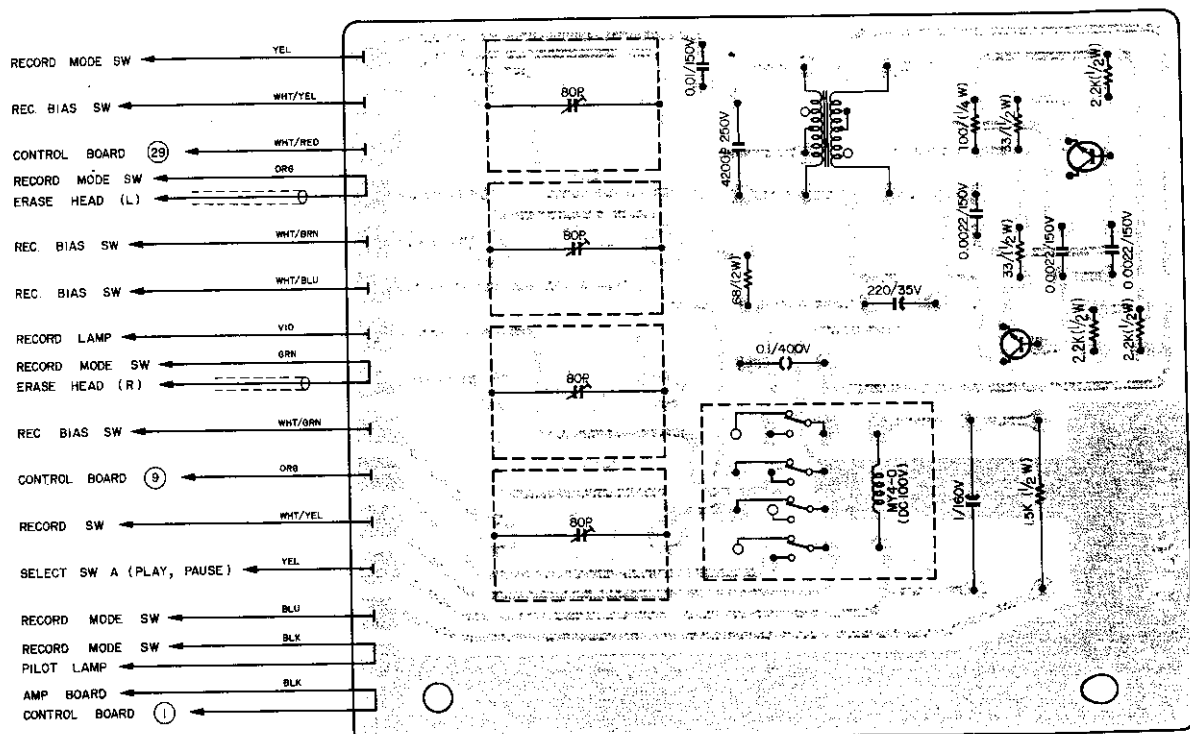 RECORD MODE SW
YEL
REC. BIAS SW
WHT/YEL
CONTROL BOARD 29
WHT/RED
RECORD MODE SW
ORG
ERASE HEAD (L)
REC. BIAS SW
WHT/BRN
REC. BIAS SW
WHT/BLU
RECORD LAMP
VIO
RECORD MODE SW
GRN
ERASE HEAD (R)
REC BIAS SW
WHT/GRN
CONTROL BOARD 9
ORG
RECORD SW
WHT/YEL
SELECT SW A (PLAY, PAUSE)
YEL
RECORD MODE SW
BLU
RECORD MODE SW
BLK
PILOT LAMP
AMP BOARD
BLK
CONTROL BOARD 1
80P
80P
80P
80P
0.01/150V
4200P 250V
100/(1/4W)
33/(1/2W)
2.2K(1/2W)
0.0022/150V
33/(1/2W)
0.0022/150V
0.0022/150V
68/(2W)
220/35V
0.1/400V
2.2K(1/2W)
2.2K(1/2W)
MY4-0
(DC100V)
1/160V
1.5K (1/2W)